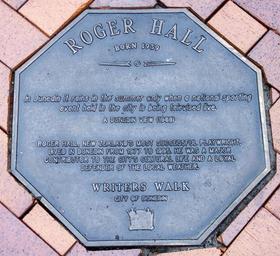 ROGER HALL
BORN 1939
In Dunedin it rains in the summer only when a national sporting
event held in the city is being televised live.
A DUNEDIN VIEW (1988)
ROGER HALL, NEW ZEALAND'S MOST SUCCESSFUL PLAYWRIGHT,
LIVED IN DUNEDIN FROM 1977 TO HE WAS A MAJOR
CONTRIBUTOR TO THE CITY'S CULTURAL LIFE AND A LOYAL
DEFENDER OF THE LOCAL WEATHER.
WRITERS WALK
CITY OF DUNEDIN